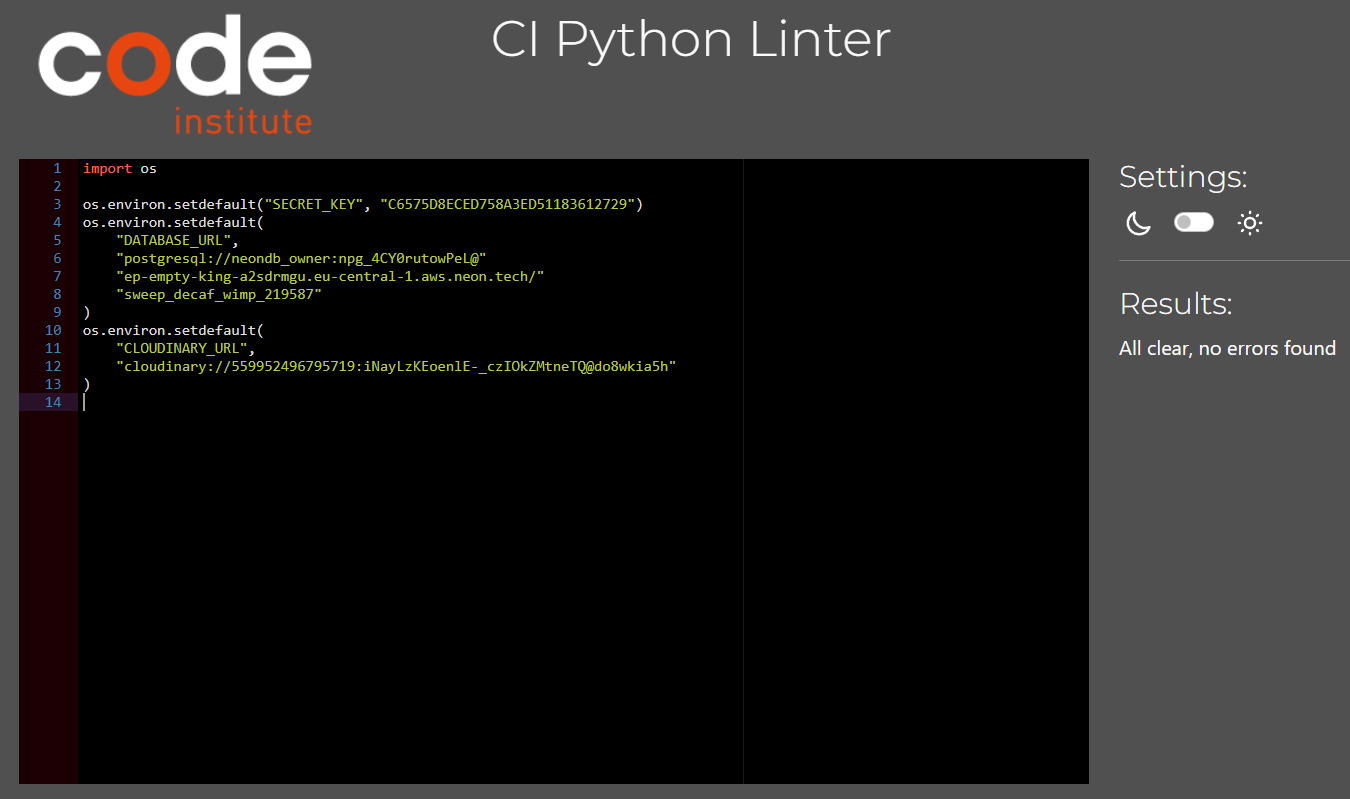 code
institute
CI Python Linter
1 import os
2
3 os.environ.setdefault("SECRET_KEY", "C6575D8ECED758A3ED51183612729")
4 os.environ.setdefault(
5 "DATABASE_URL",
6 "postgresql://neondb_owner:npg_4CY0rutowPeL@"
7 "ep-empty-king-a2sdrmgu.eu-central-1.aws.neon.tech/"
8 "sweep_decaf_wimp_219587"
9 )
10 os.environ.setdefault(
11 "CLOUDINARY_URL",
12 "cloudinary://559952496795719:iNayLzKEoenlE-_czIOkZMtneTQ@do8wkia5h"
13 )
14
Settings:
Results:
All clear, no errors found